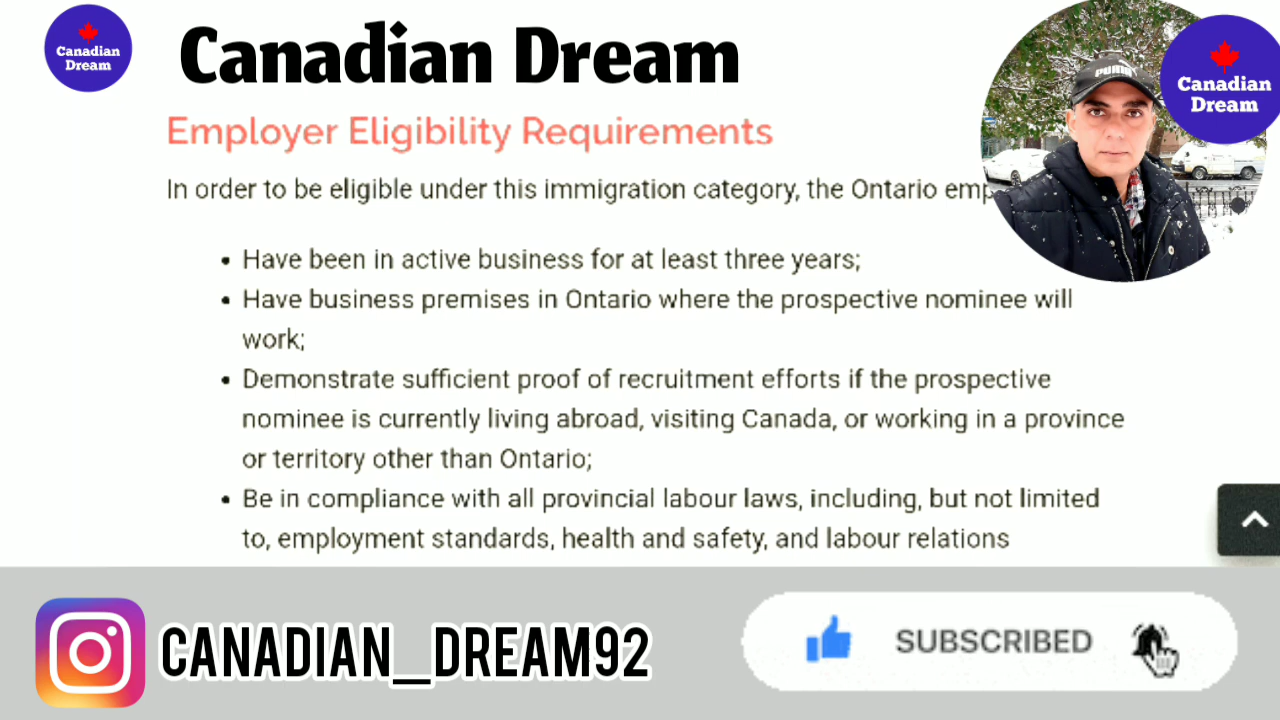 Canadian
Dream
Canadian Dream
PUMA
Canadian
Dream
Employer Eligibility Requirements
In order to be eligible under this immigration category, the Ontario
• Have been in active business for at least three years;
• Have business premises in Ontario where the prospective nominee will
work;
• Demonstrate sufficient proof of recruitment efforts if the prospective
nominee is currently living abroad, visiting Canada, or working in a province
or territory other than Ontario;
• Be in compliance with all provincial labour laws, including, but not limited
to, employment standards, health and safety, and labour relations
CANADIAN_DREAM92
SUBSCRIBED